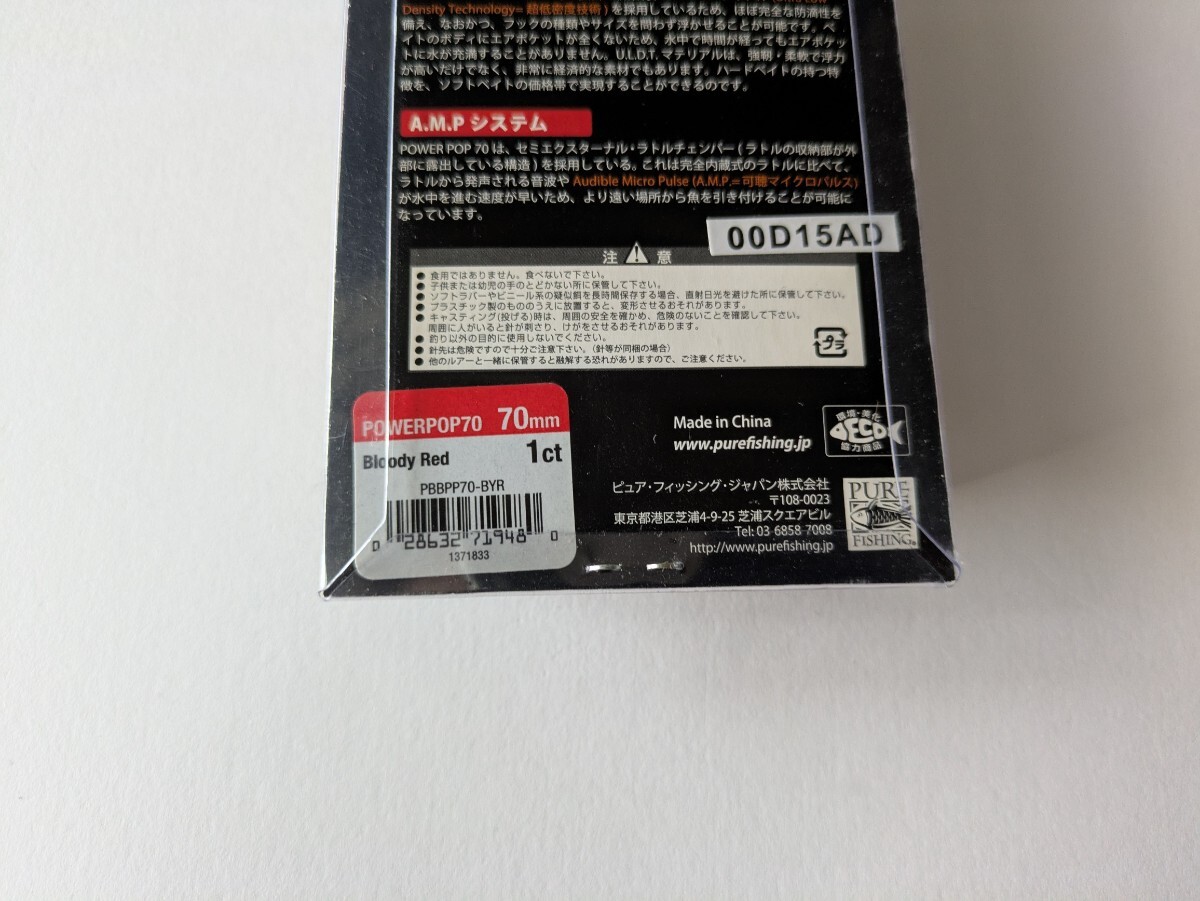 Density Technology= 超低密度技術 ) を採用しているため、ほぼ完全な防滴性を
備え、なおかつ、フックの種類やサイズを問わず浮かせることが可能です。ベ
イトのボディにエアポケットが全くないため、水中で時間が経ってもエアポケッ
トに水が充満することがありません。U.L.D.T. マテリアルは、強靭・柔軟で浮力
が高いだけでなく、非常に経済的な素材でもあります。ハードベイトの持つ特
徴を、ソフトベイトの価格帯で実現することができるのです。
A.M.P システム
POWER POP 70 は、セミエクスターナル・ラトルチェンバー ( ラトルの収納部が外
部に露出している構造 ) を採用している。これは完全内蔵式のラトルに比べて、
ラトルから発声される音波や Audible Micro Pulse (A.M.P.= 可聴マイクロパルス)
が水中を進む速度が早いため、より遠い場所から魚を引き付けることが可能に
なっています。
00D15AD
注 意
● 食用ではありません。食べないで下さい。
● 子供または幼児の手のとどかない所に保管して下さい。
● ソフトラバーやビニール系の疑似餌を長時間保存する場合、直射日光を避けた所に保管して下さい。
● プラスチック製のもののうえに放置すると、変形させるおそれがあります。
● キャスティング(投げる)時は、周囲の安全を確かめ、危険のないことを確認して下さい。
周囲に人がいると針が刺さり、けがをさせるおそれがあります。
● 釣り以外の目的に使用しないでください。
● 針先は危険ですので十分ご注意下さい。(針等が同梱の場合)
● 他のルアーと一緒に保管すると融解する恐れがありますので、ご注意ください。
プラ
POWERPOP70 70mm
Bloody Red 1ct
PBBPP70-BYR
0 28632 71948 0
1371833
Made in China
www.purefishing.jp
環境・美化
ECO
協力商品
ピュア・フィッシング・ジャパン株式会社
〒108-0023
東京都港区芝浦4-9-25 芝浦スクエアビル
Tel: 03 6858 7008
http://www.purefishing.jp
PURE
FISHING